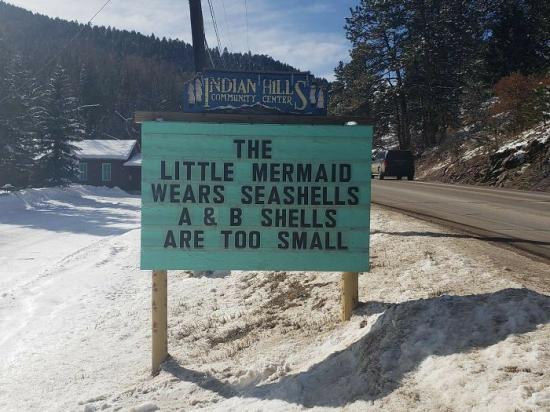 INDIAN HILLS
COMMUNITY CENTER
THE
LITTLE MERMAID
WEARS SEASHELLS
A & B SHELLS
ARE TOO SMALL